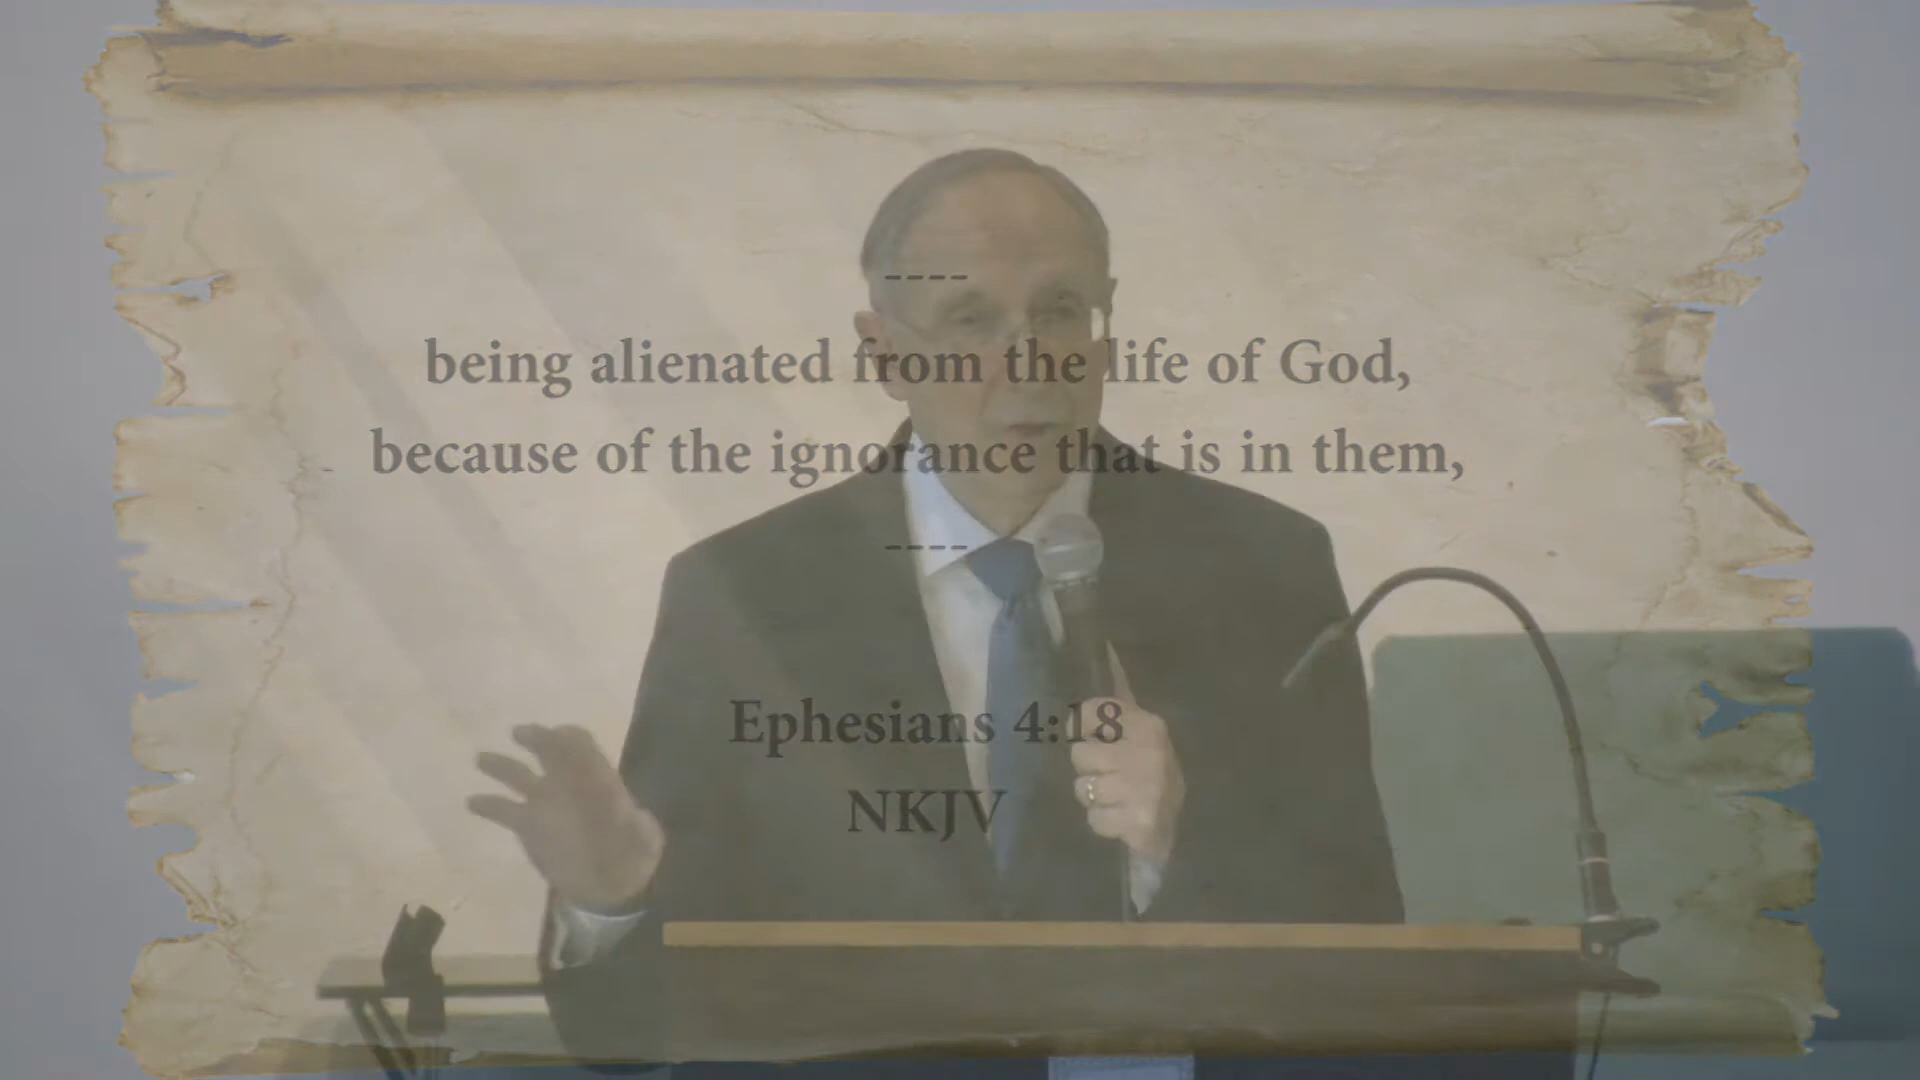 ----
being alienated from the life of God,
because of the ignorance that is in them,
----
Ephesians 4:18
NKJV